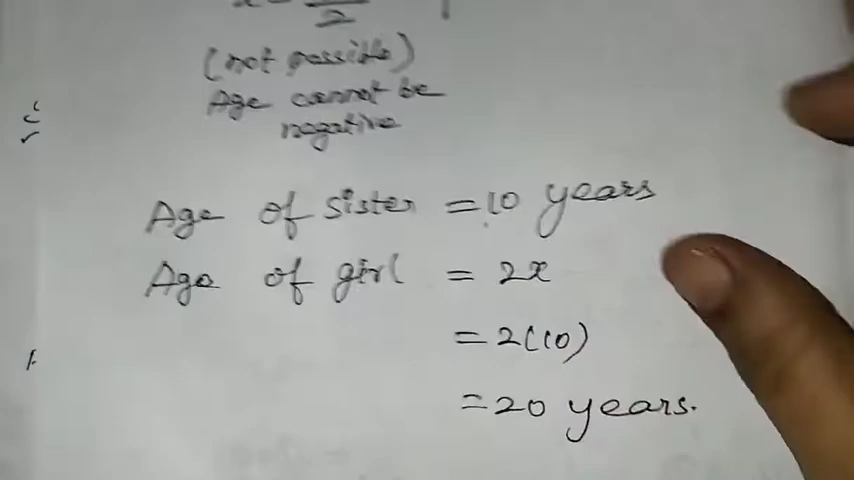 2
(not possible)
Age cannot be
negative
Age of sister = 10 years
Age of girl = 2x
= 2(10)
= 20 years.